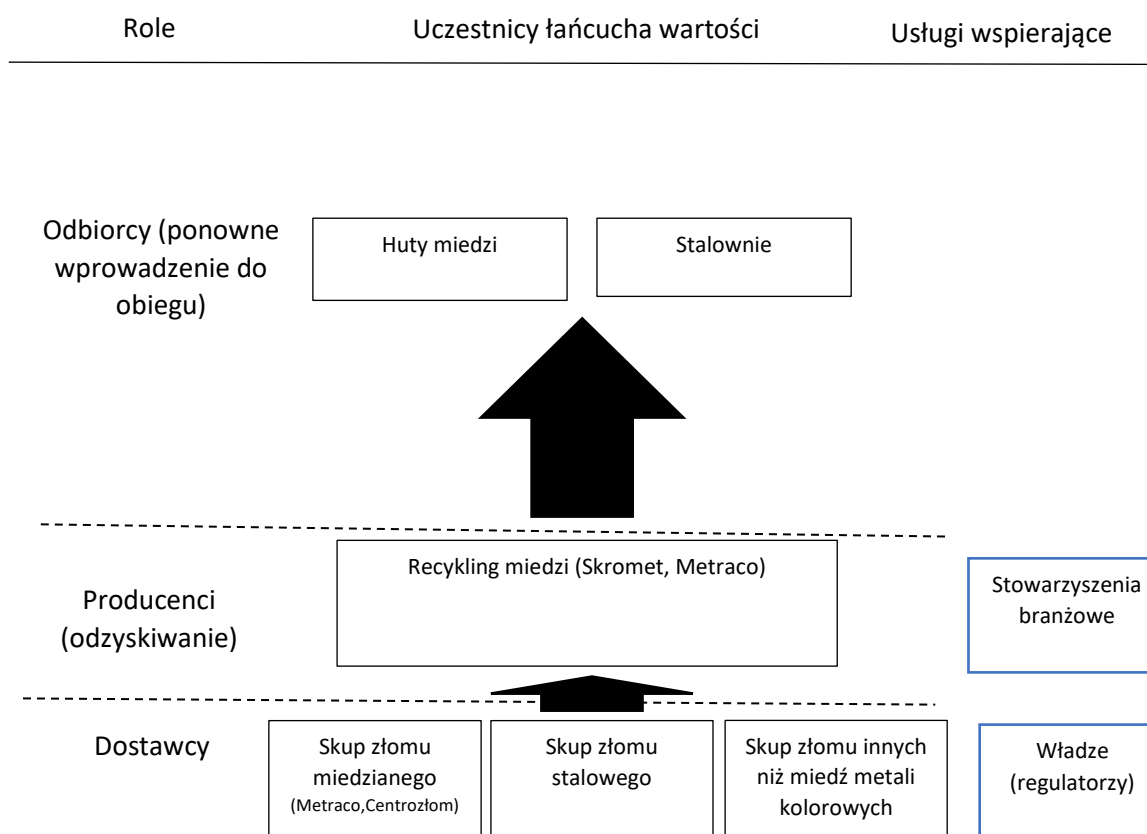 Role
Uczestnicy łańcucha wartości
Usługi wspierające
Odbiorcy (ponowne
wprowadzenie do
obiegu)
Huty miedzi
Stalownie
Producenci
(odzyskiwanie)
Recykling miedzi (Skromet, Metraco)
Stowarzyszenia
branżowe
Dostawcy
Skup złomu
miedzianego
(Metraco,Centrozłom)
Skup złomu
stalowego
Skup złomu innych
niż miedź metali
kolorowych
Władze
(regulatorzy)